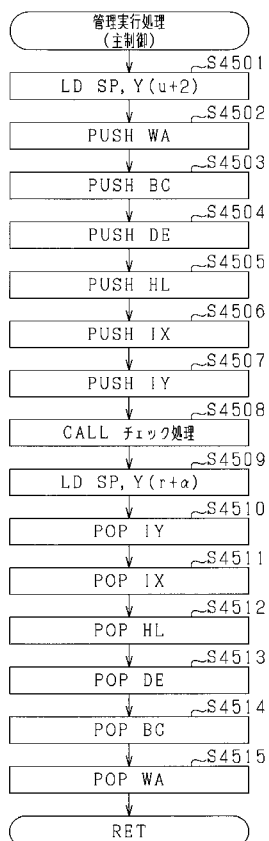 管理実行処理
(主制御)
S4501
LD SP, Y(u+2)
S4502
PUSH WA
S4503
PUSH BC
S4504
PUSH DE
S4505
PUSH HL
S4506
PUSH IX
S4507
PUSH IY
S4508
CALL チェック処理
S4509
LD SP, Y(r+α)
S4510
POP IY
S4511
POP IX
S4512
POP HL
S4513
POP DE
S4514
POP BC
S4515
POP WA
RET